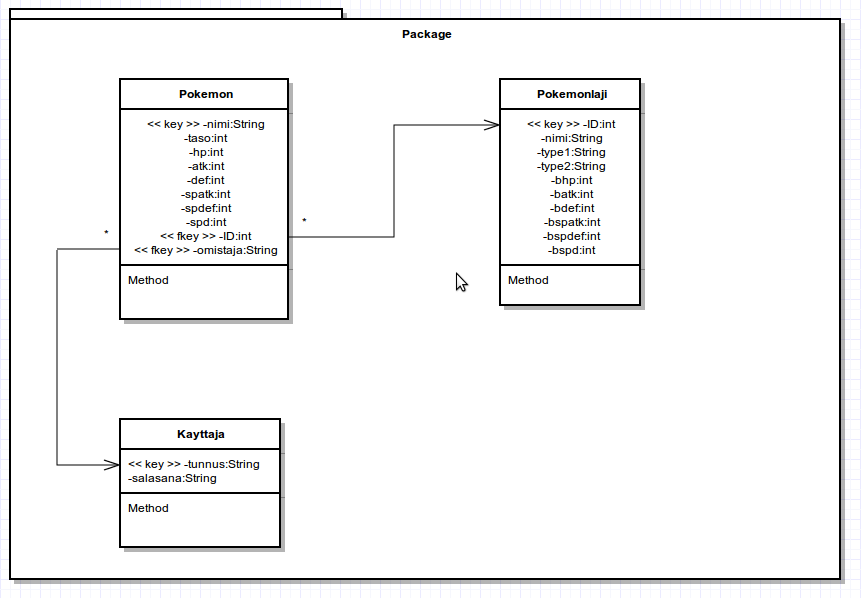 Package
Pokemon
<< key >> -nimi:String
-taso:int
-hp:int
-atk:int
-def:int
-spatk:int
-spdef:int
-spd:int
<< fkey >> -ID:int
<< fkey >> -omistaja:String
Method
*
*
Pokemonlaji
<< key >> -ID:int
-nimi:String
-type1:String
-type2:String
-bhp:int
-batk:int
-bdef:int
-bspatk:int
-bspdef:int
-bspd:int
Method
Kayttaja
<< key >> -tunnus:String
-salasana:String
Method